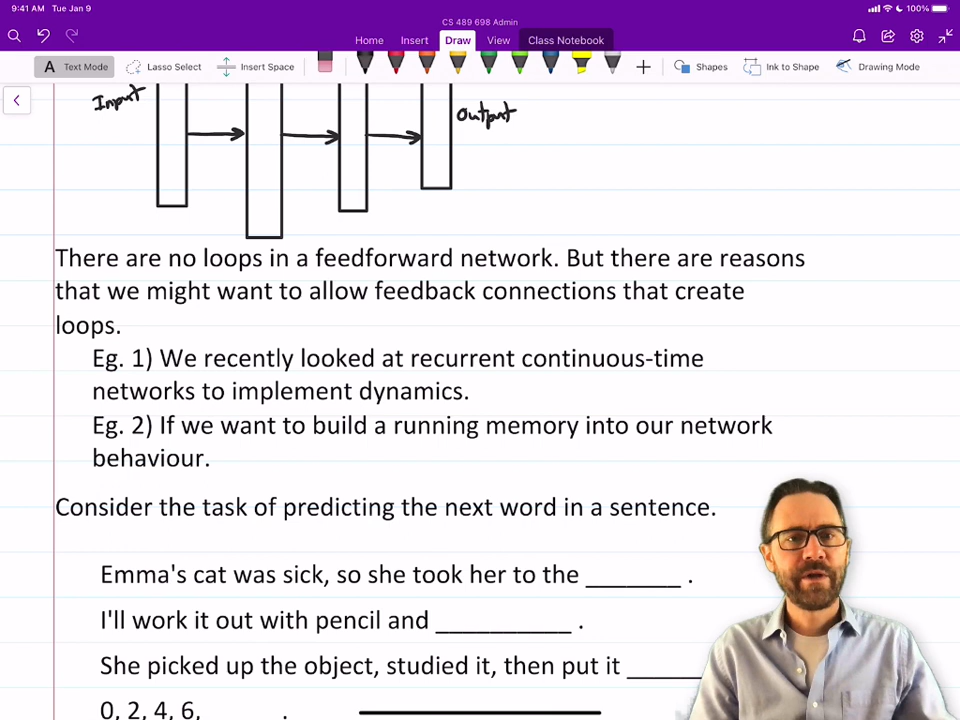 9:41 AM Tue Jan 9
100%
CS 489 698 Admin
Home Insert Draw View Class Notebook
A Text Mode Lasso Select Insert Space Shapes Ink to Shape Drawing Mode
Input
Output
There are no loops in a feedforward network. But there are reasons
that we might want to allow feedback connections that create
loops.
Eg. 1) We recently looked at recurrent continuous-time
networks to implement dynamics.
Eg. 2) If we want to build a running memory into our network
behaviour.
Consider the task of predicting the next word in a sentence.
Emma's cat was sick, so she took her to the _______ .
I'll work it out with pencil and __________ .
She picked up the object, studied it, then put it ______
0, 2, 4, 6, ______ .